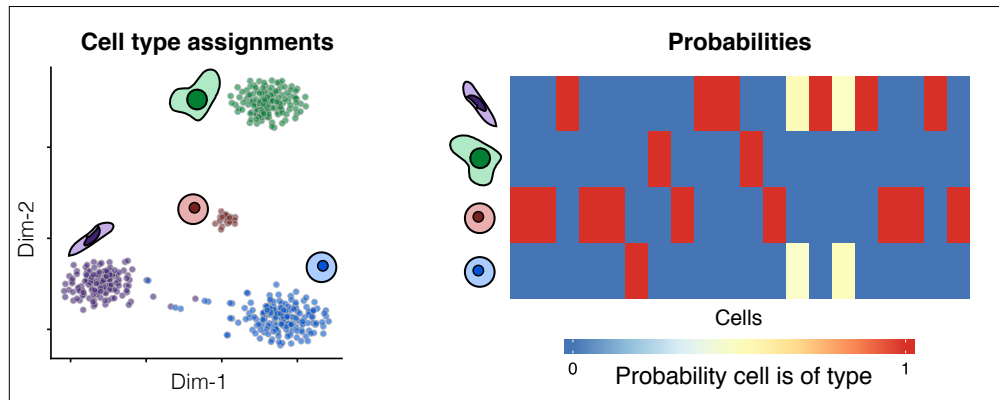 Cell type assignments
Dim-2
Dim-1
Probabilities
Cells
0
1
Probability cell is of type